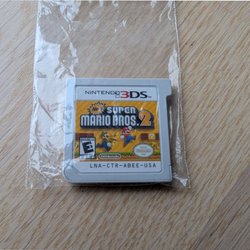 NINTENDO 3DS
NEW
SUPER
MARIO BROS. 2
E
LNA-CTR-ABEE-USA